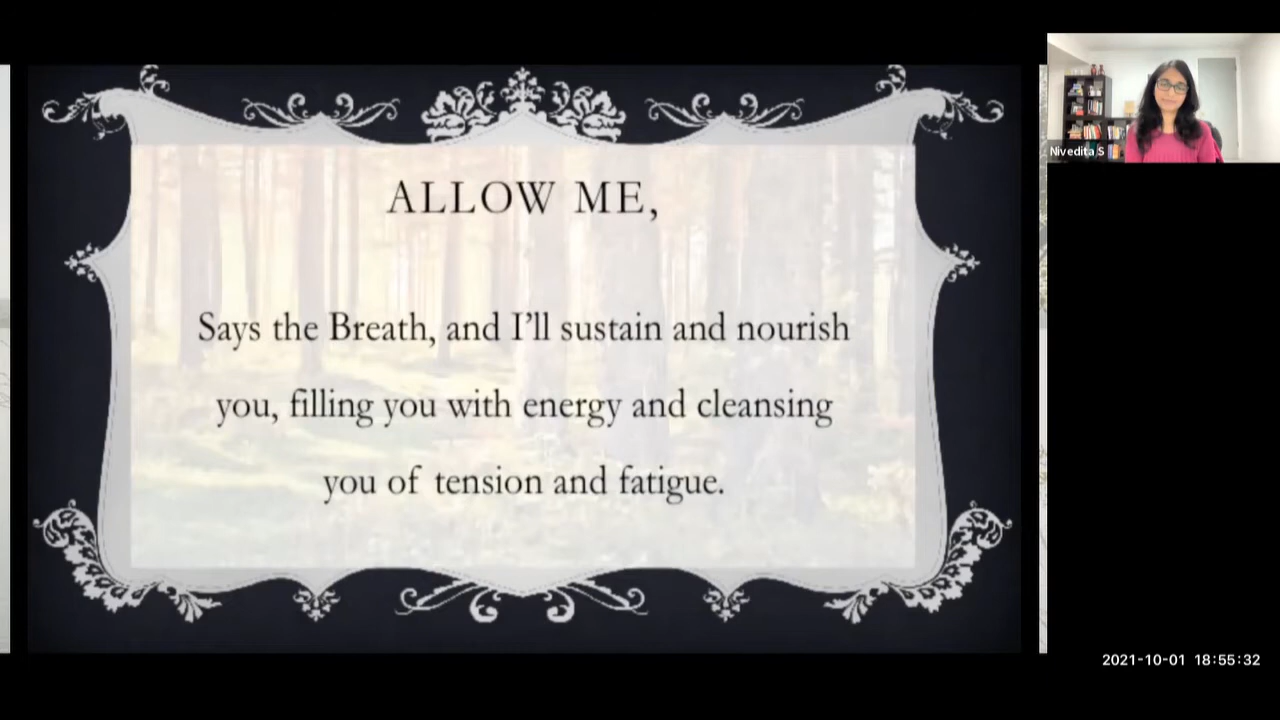 ALLOW ME,
Says the Breath, and I'll sustain and nourish
you, filling you with energy and cleansing
you of tension and fatigue.
Nivedita S
2021-10-01 18:55:32